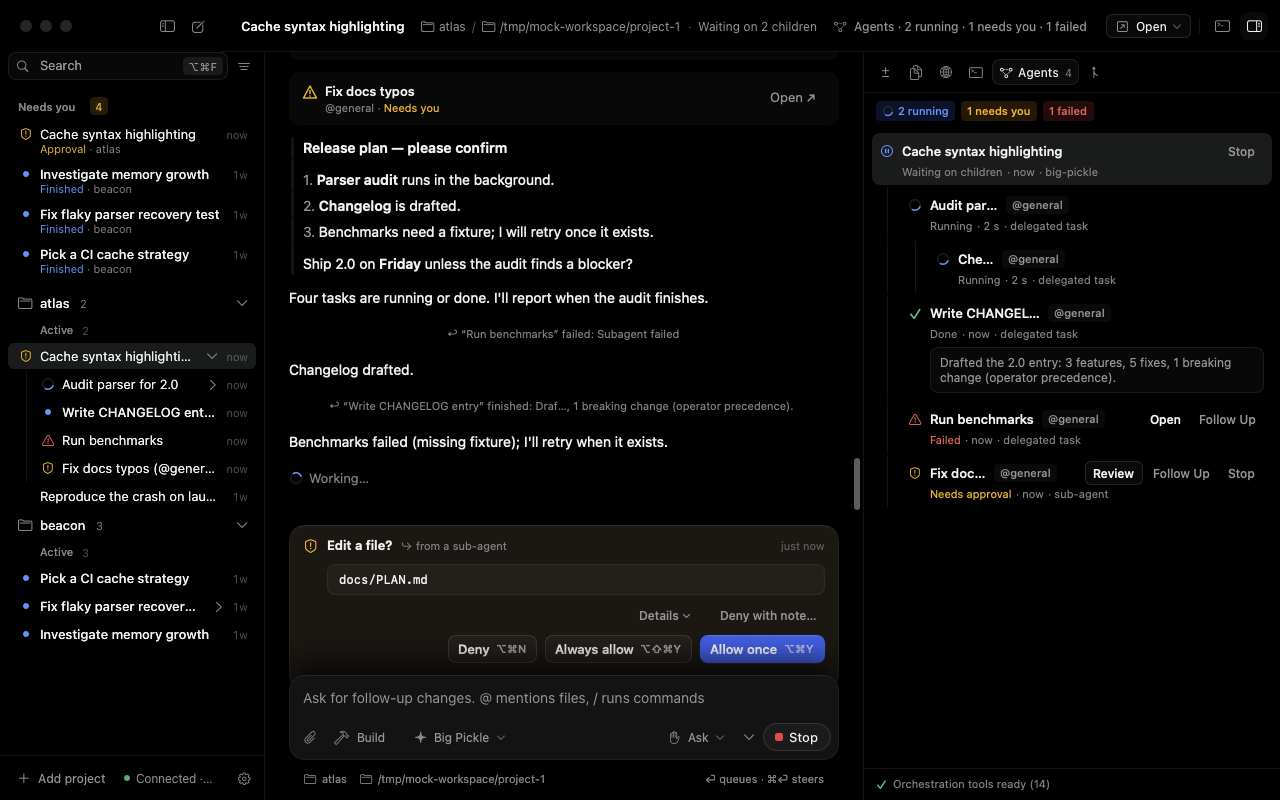 Cache syntax highlighting atlas / /tmp/mock-workspace/project-1 · Waiting on 2 children Agents · 2 running · 1 needs you · 1 failed Open
Search ⌥⌘F
Needs you 4
Cache syntax highlighting now
Approval · atlas
Investigate memory growth 1w
Finished · beacon
Fix flaky parser recovery test 1w
Finished · beacon
Pick a CI cache strategy 1w
Finished · beacon
atlas 2
Active 2
Cache syntax highlighti... now
Audit parser for 2.0 now
Write CHANGELOG ent... now
Run benchmarks now
Fix docs typos (@gener... now
Reproduce the crash on lau... 1w
beacon 3
Active 3
Pick a CI cache strategy 1w
Fix flaky parser recover... 1w
Investigate memory growth 1w
Add project Connected ·...
Fix docs typos
@general · Needs you
Open ↗
Release plan — please confirm
1. Parser audit runs in the background.
2. Changelog is drafted.
3. Benchmarks need a fixture; I will retry once it exists.
Ship 2.0 on Friday unless the audit finds a blocker?
Four tasks are running or done. I'll report when the audit finishes.
↩ "Run benchmarks" failed: Subagent failed
Changelog drafted.
↩ "Write CHANGELOG entry" finished: Draf..., 1 breaking change (operator precedence).
Benchmarks failed (missing fixture); I'll retry when it exists.
Working...
Edit a file? ↪ from a sub-agent just now
docs/PLAN.md
Details Deny with note...
Deny ⌥⌘N Always allow ⌥⇧⌘Y Allow once ⌥⌘Y
Ask for follow-up changes. @ mentions files, / runs commands
Build Big Pickle Ask Stop
atlas /tmp/mock-workspace/project-1 ⏎ queues · ⌘⏎ steers
Agents 4
2 running 1 needs you 1 failed
Cache syntax highlighting Stop
Waiting on children · now · big-pickle
Audit par... @general
Running · 2 s · delegated task
Che... @general
Running · 2 s · delegated task
Write CHANGEL... @general
Done · now · delegated task
Drafted the 2.0 entry: 3 features, 5 fixes, 1 breaking
change (operator precedence).
Run benchmarks @general Open Follow Up
Failed · now · delegated task
Fix doc... @general Review Follow Up Stop
Needs approval · now · sub-agent
Orchestration tools ready (14)